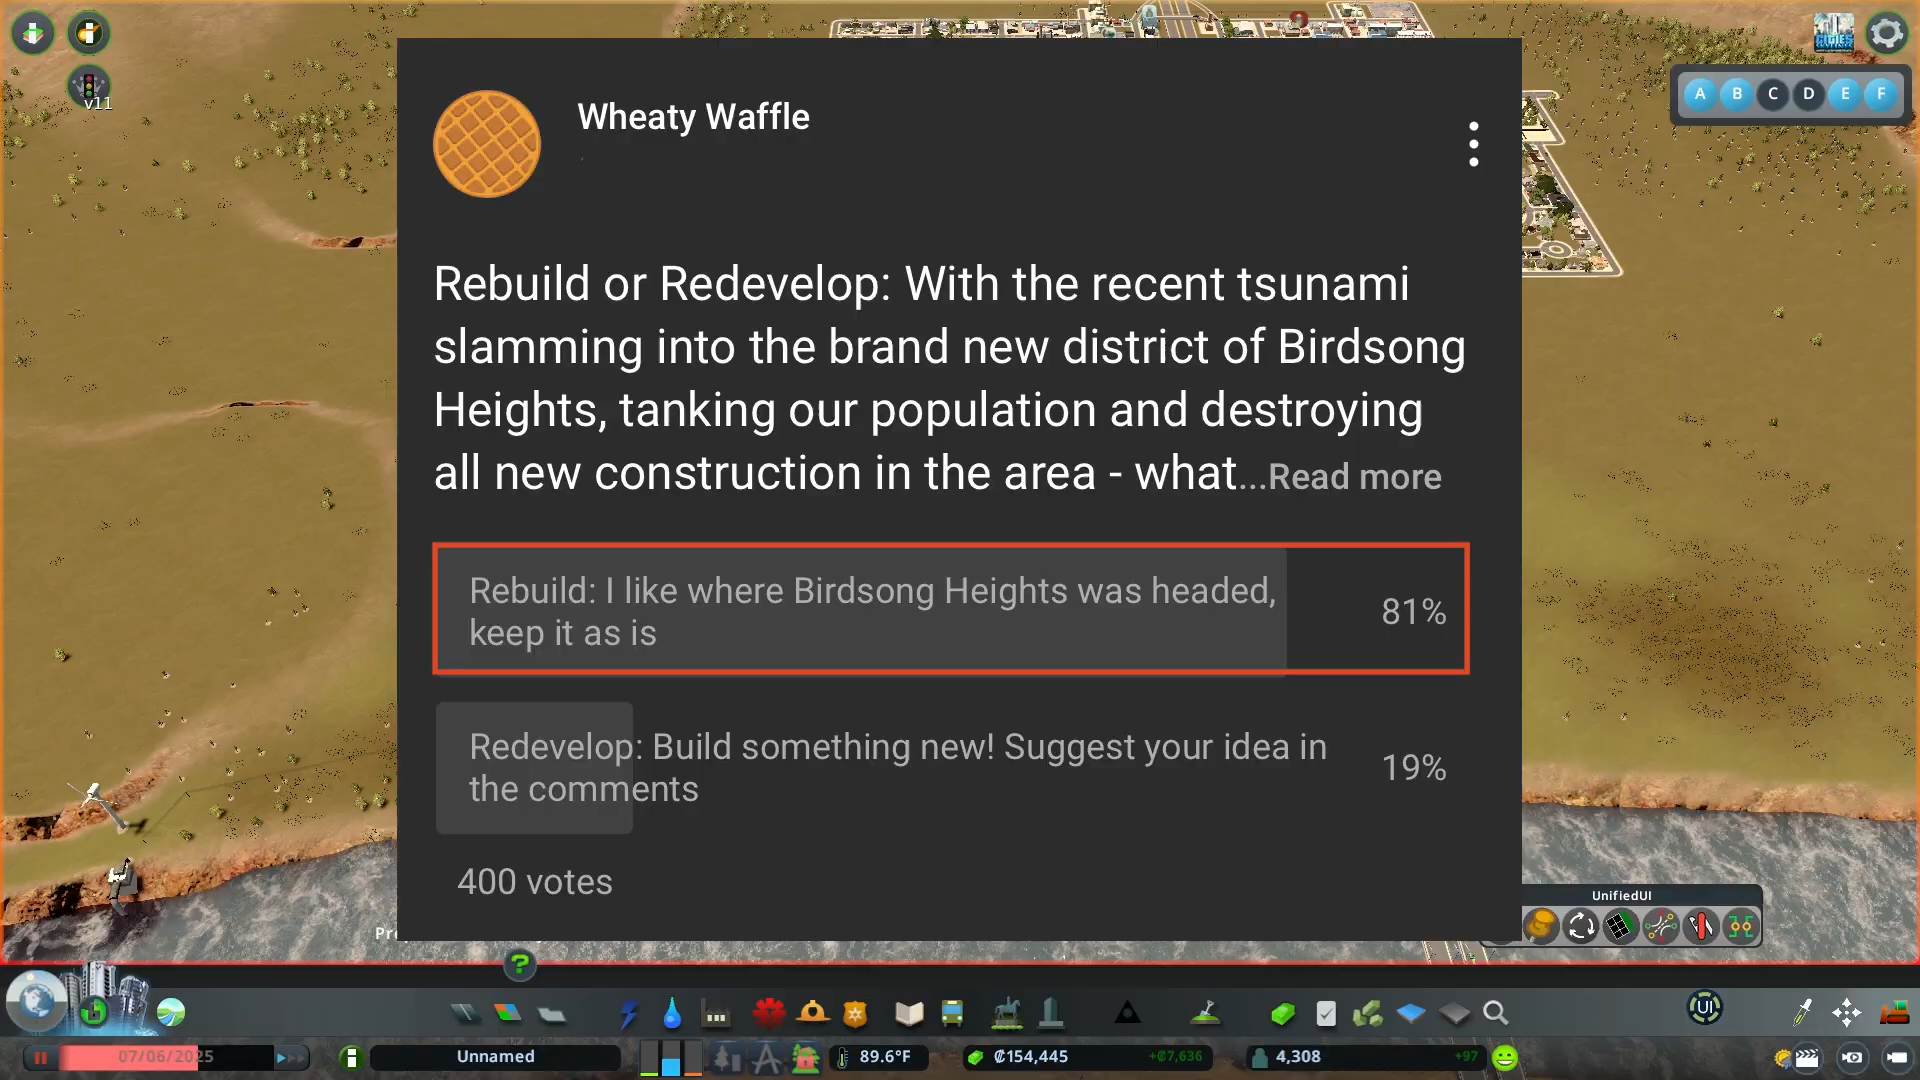 v11
CITIES
A B C D E F
Wheaty Waffle
Rebuild or Redevelop: With the recent tsunami
slamming into the brand new district of Birdsong
Heights, tanking our population and destroying
all new construction in the area - what...Read more
Rebuild: I like where Birdsong Heights was headed,
keep it as is
81%
Redevelop: Build something new! Suggest your idea in
the comments
19%
400 votes
UnifiedUI
?
UI
07/06/2025
Unnamed
89.6°F
₡154,445
+₡7,636
4,308
+97